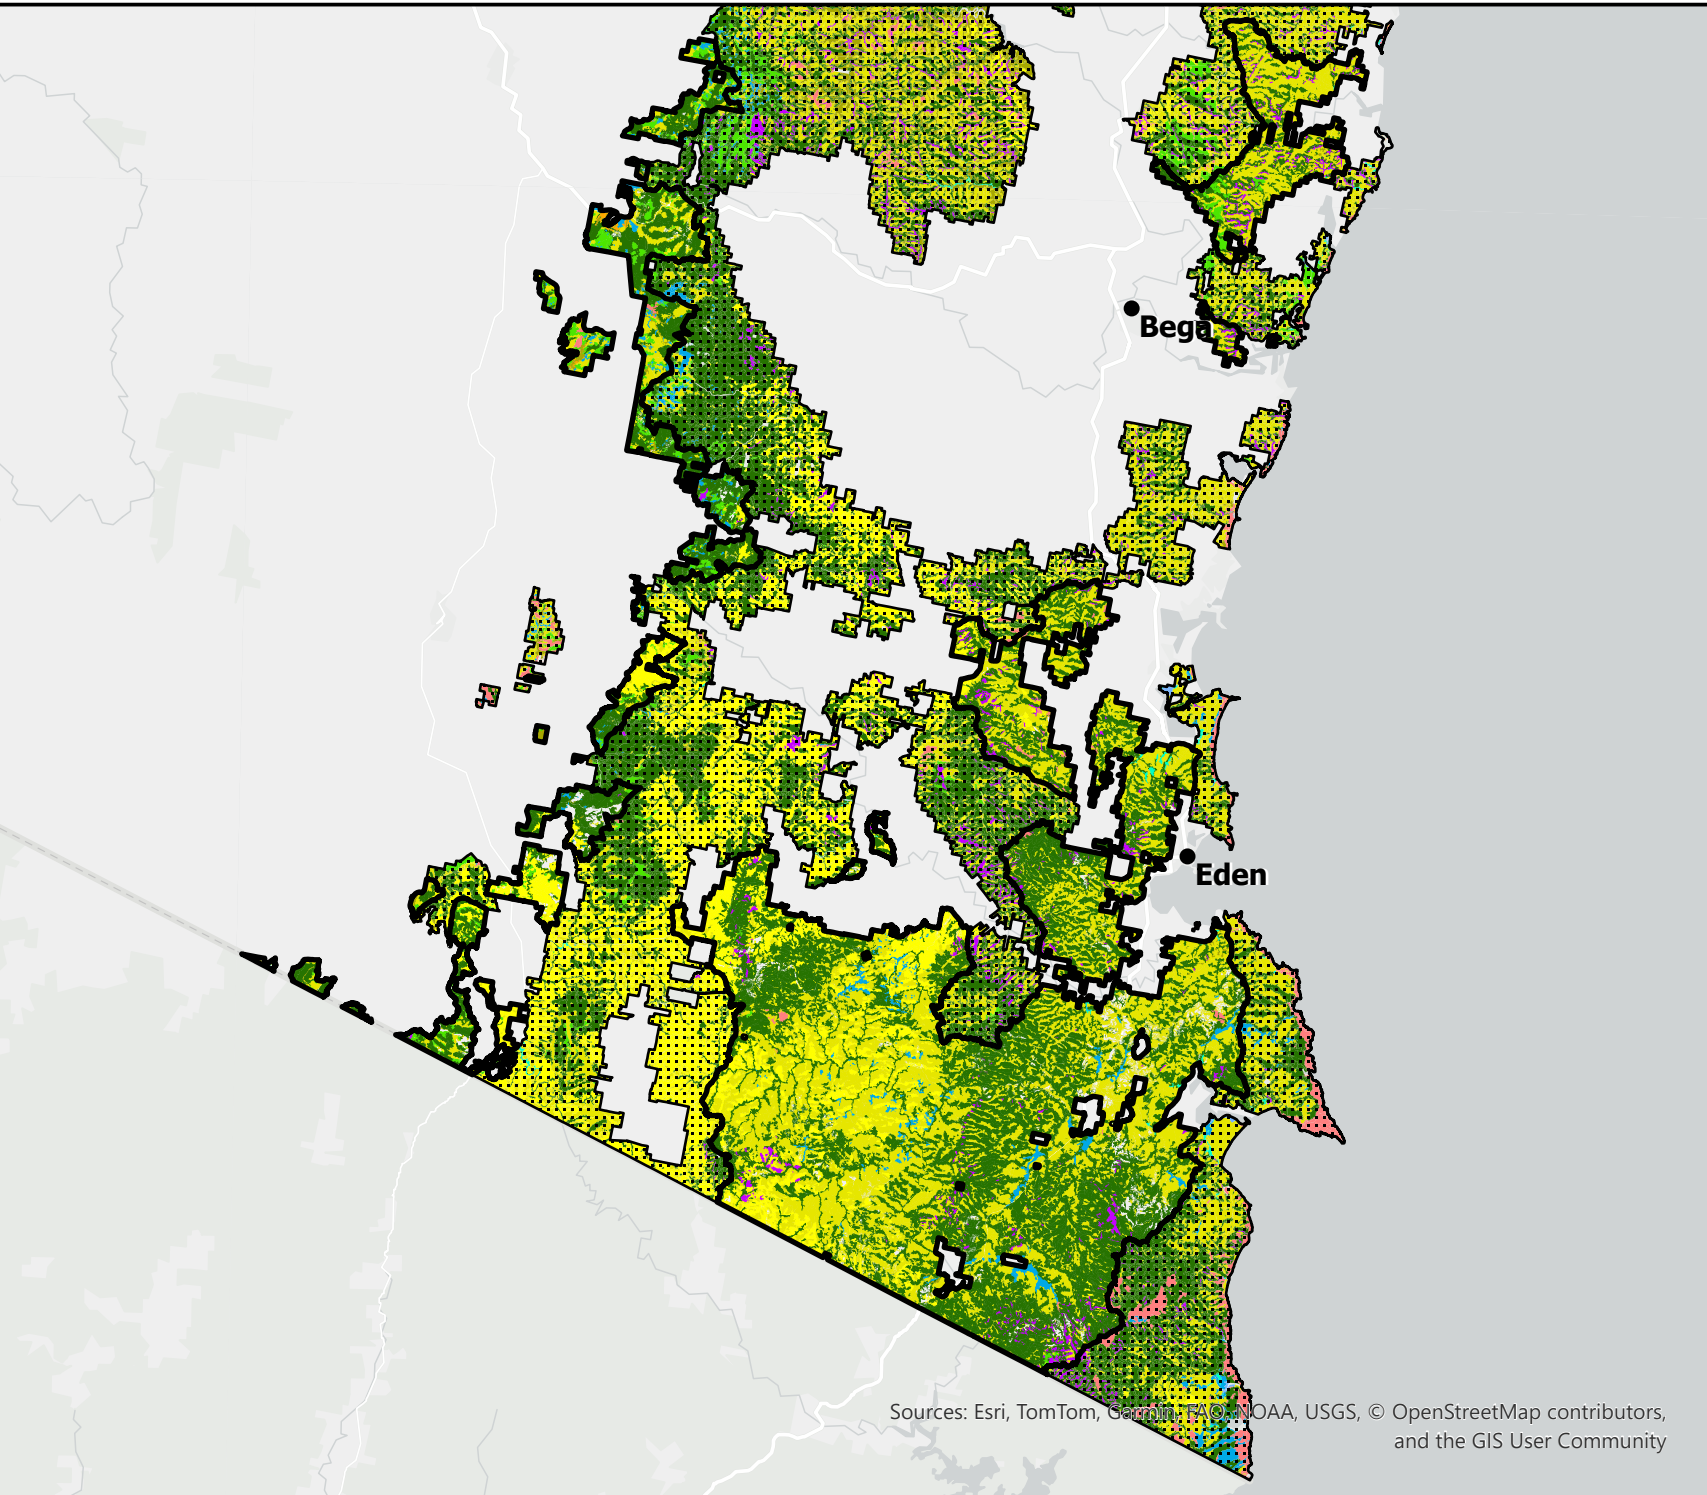 Bega
Eden
Sources: Esri, TomTom, Garmin, FAO, NOAA, USGS, © OpenStreetMap contributors,
and the GIS User Community